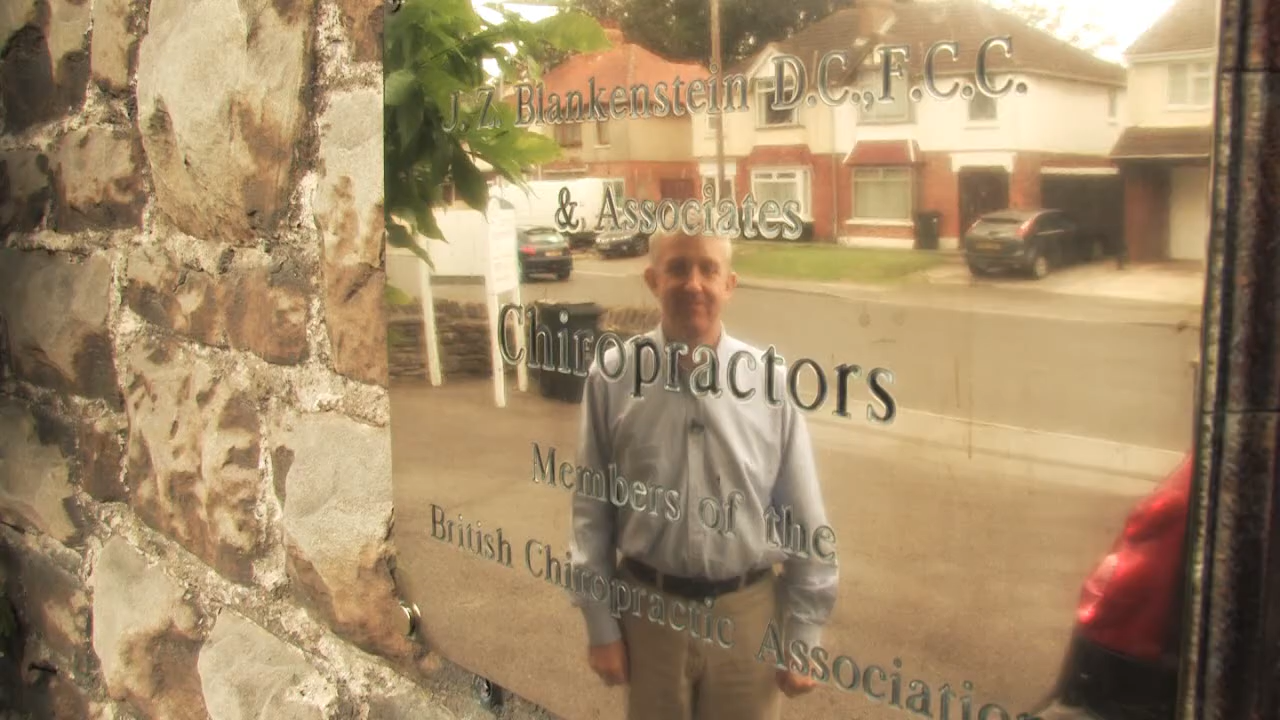 J. Z. Blankenstein D.C., F.C.C.
& Associates
Chiropractors
Members of the
British Chiropractic Association